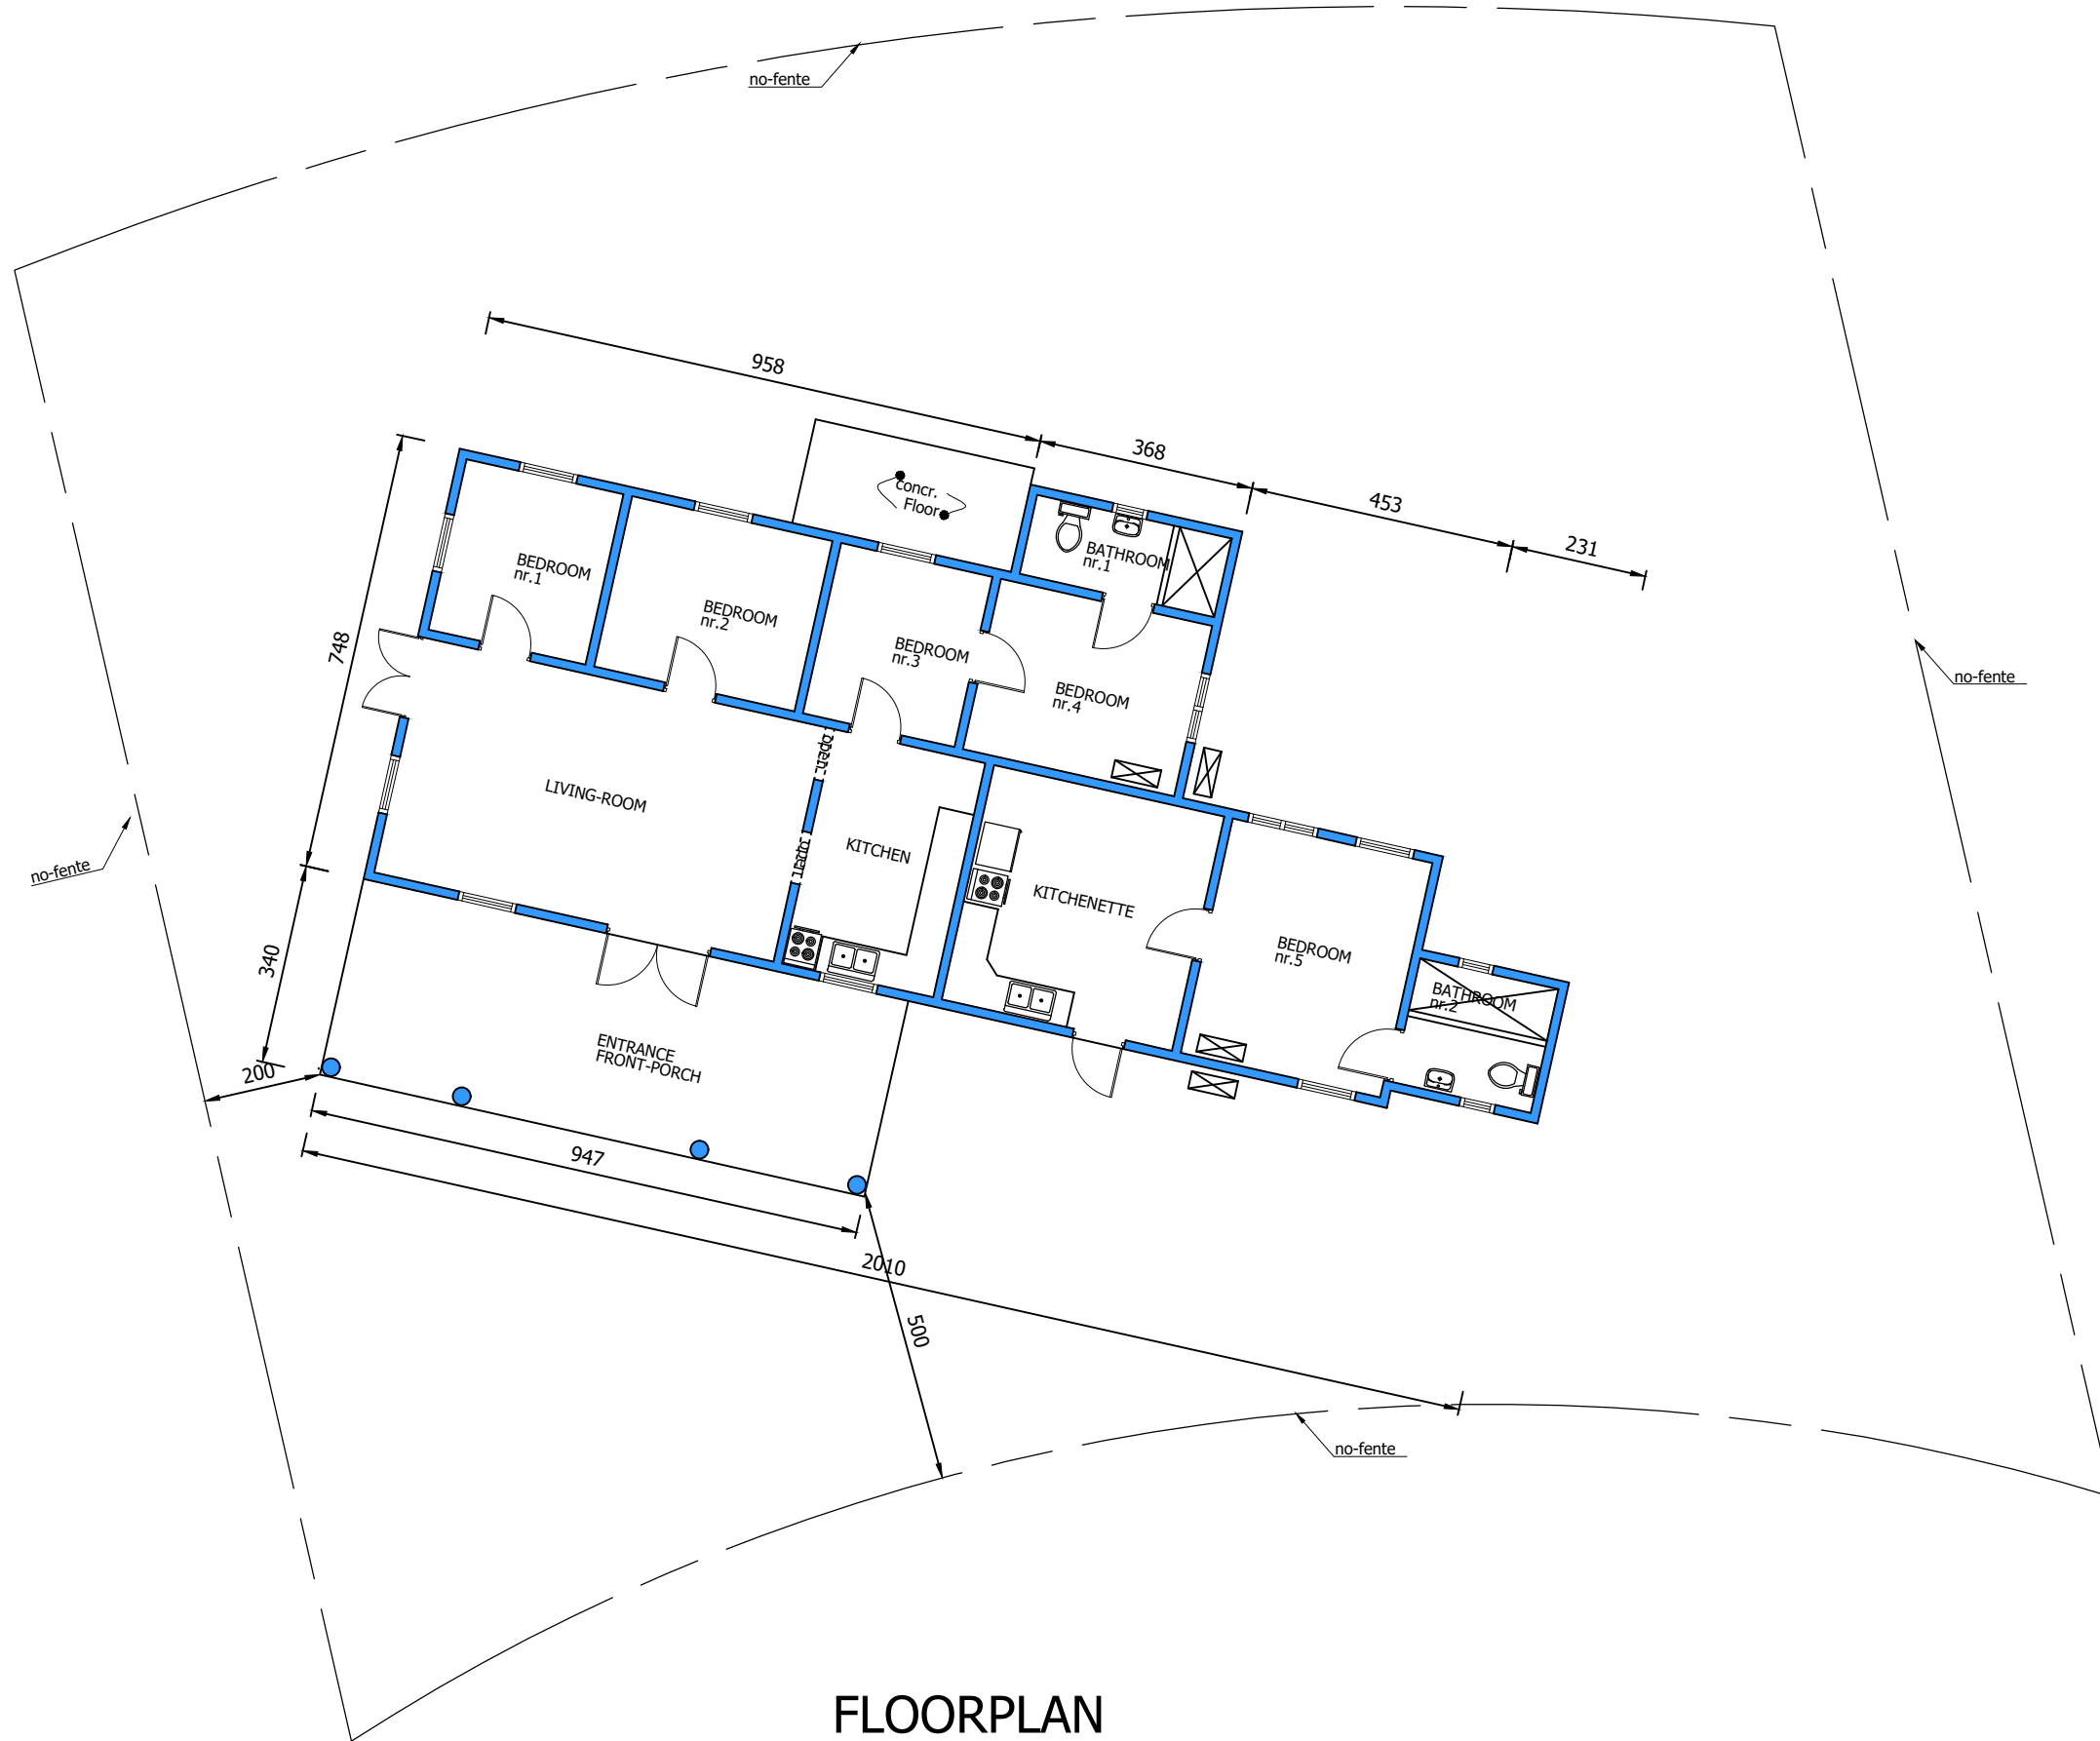 no-fente
958
368
453
231
concr.
Floor
BATHROOM
nr.1
BEDROOM
nr.1
BEDROOM
nr.2
BEDROOM
nr.3
BEDROOM
nr.4
748
no-fente
open
LIVING-ROOM
KITCHEN
KITCHENETTE
no-fente
BEDROOM
nr.5
BATHROOM
nr.2
340
200
ENTRANCE
FRONT-PORCH
947
2010
500
no-fente
FLOORPLAN